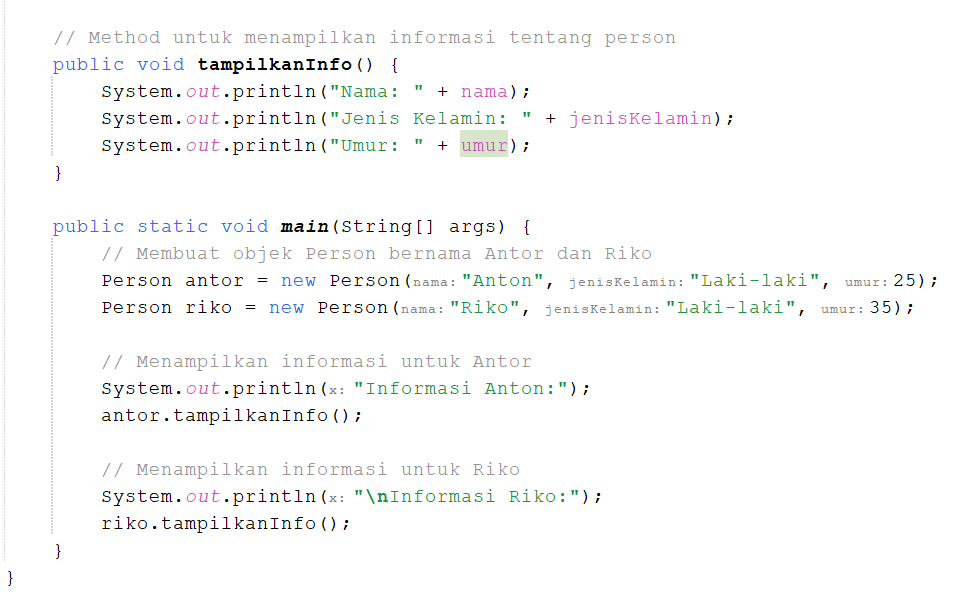 // Method untuk menampilkan informasi tentang person
public void tampilkanInfo() {
System.out.println("Nama: " + nama);
System.out.println("Jenis Kelamin: " + jenisKelamin);
System.out.println("Umur: " + umur);
}
public static void main(String[] args) {
// Membuat objek Person bernama Antor dan Riko
Person antor = new Person(nama: "Anton", jenisKelamin: "Laki-laki", umur: 25);
Person riko = new Person(nama: "Riko", jenisKelamin: "Laki-laki", umur: 35);
// Menampilkan informasi untuk Antor
System.out.println(x: "Informasi Anton:");
antor.tampilkanInfo();
// Menampilkan informasi untuk Riko
System.out.println(x: "\nInformasi Riko:");
riko.tampilkanInfo();
}
}